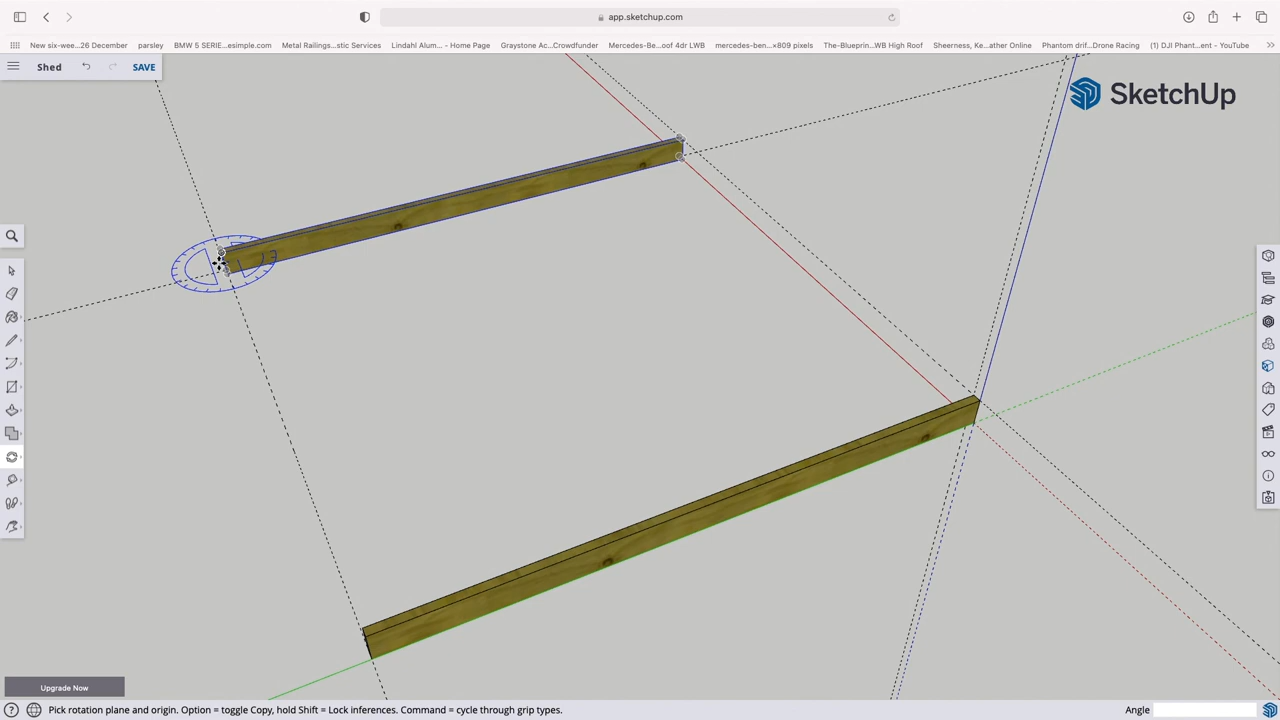 app.sketchup.com
New six-wee...26 December parsley BMW 5 SERIE...esimple.com Metal Railings...stic Services Lindahl Alum... - Home Page Graystone Ac...Crowdfunder Mercedes-Be...oof 4dr LWB mercedes-ben...×809 pixels The-Blueprin...WB High Roof Sheerness, Ke...ather Online Phantom drif...Drone Racing (1) DJI Phant...ent - YouTube
Shed SAVE
SketchUp
Upgrade Now
Pick rotation plane and origin. Option = toggle Copy, hold Shift = Lock inferences. Command = cycle through grip types. Angle